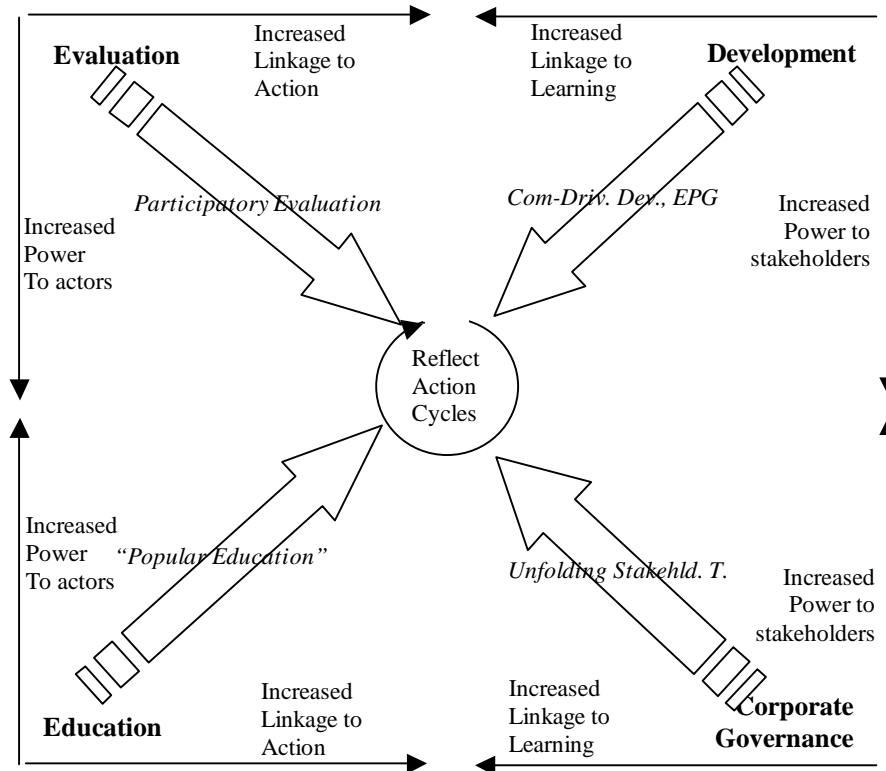 Evaluation
Increased
Linkage to
Action
Increased
Linkage to
Learning
Development
Participatory Evaluation
Com-Driv. Dev., EPG
Increased
Power
To actors
Increased
Power to
stakeholders
Reflect
Action
Cycles
Increased
Power
To actors
“Popular Education”
Unfolding Stakehld. T.
Increased
Power to
stakeholders
Education
Increased
Linkage to
Action
Increased
Linkage to
Learning
Corporate
Governance